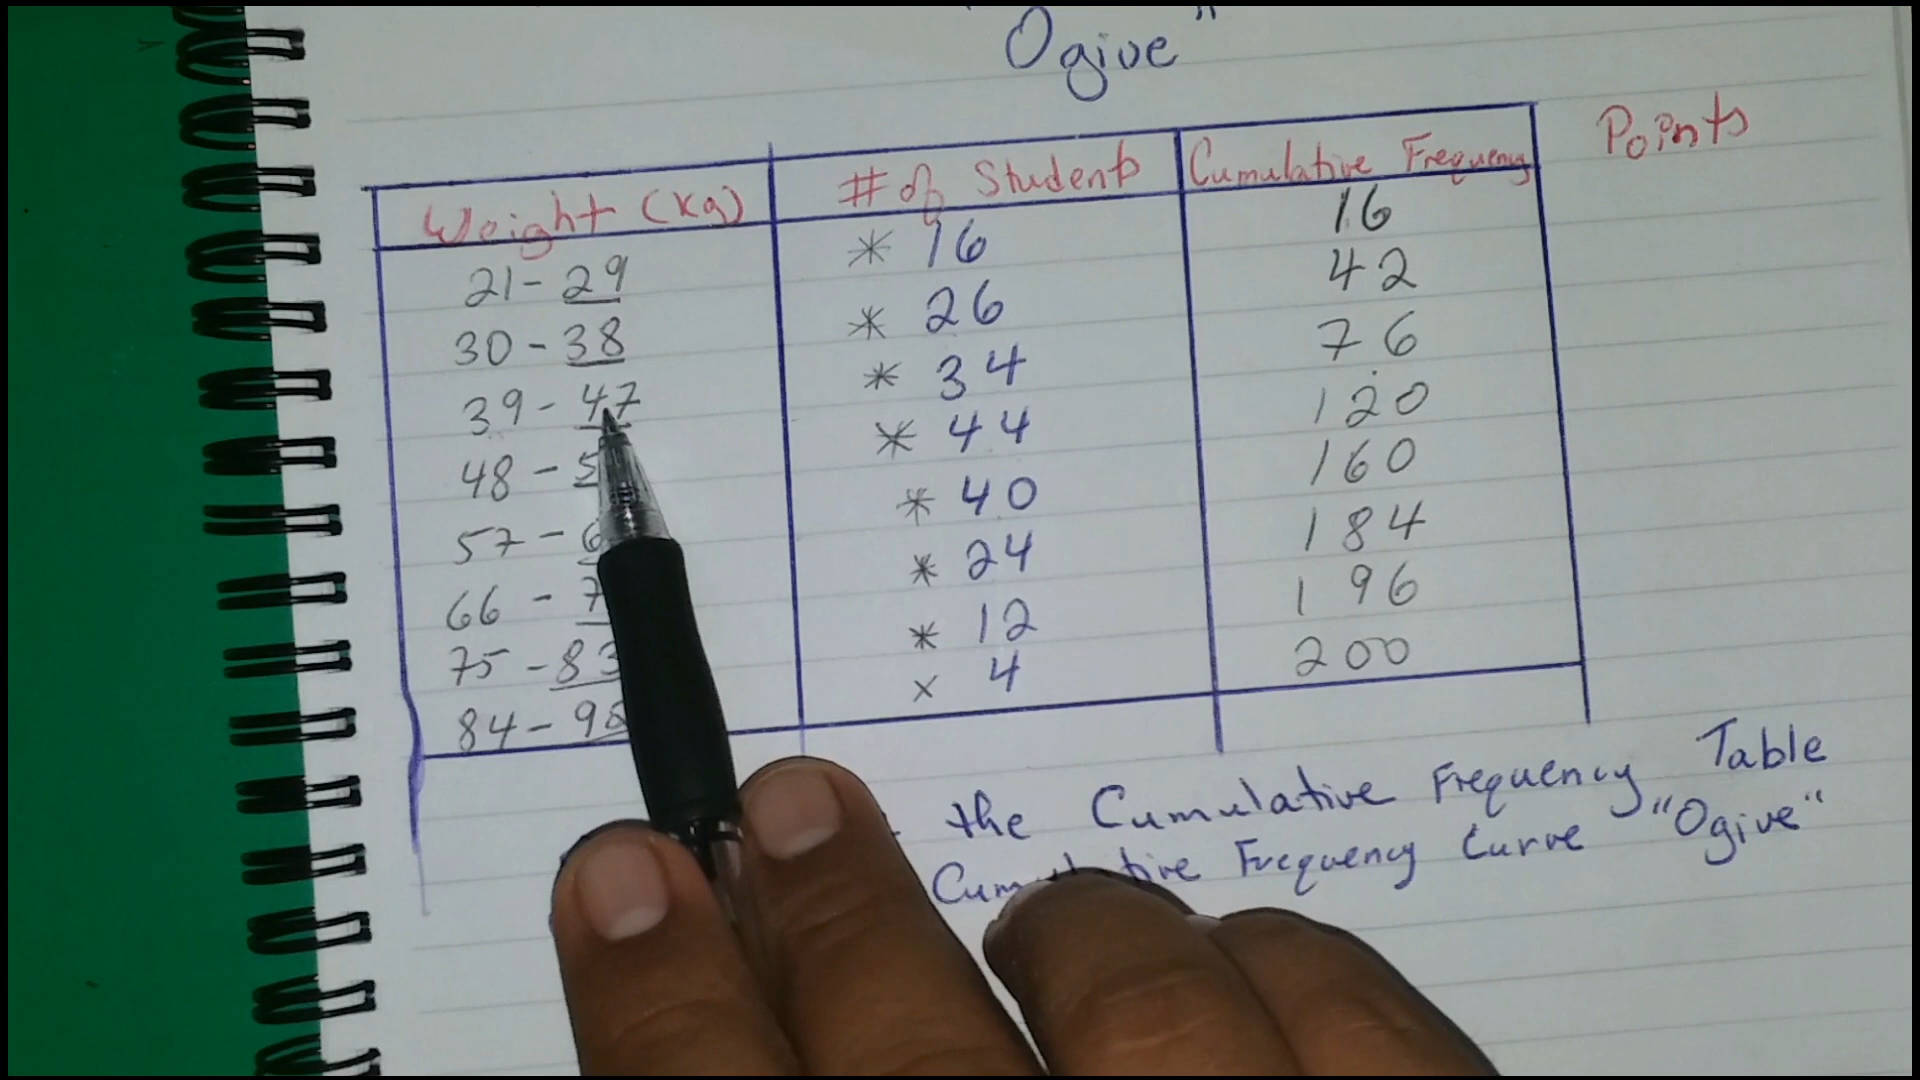 "Ogive"
Weight (Kg) # of Students Cumulative Frequency Points
21 - 29 * 16 16
30 - 38 * 26 42
39 - 47 * 34 76
48 - 5 * 44 120
57 - 6 * 40 160
66 - 7 * 24 184
75 - 83 * 12 196
84 - x 4 200
the Cumulative Frequency Table
Cumulative Frequency Curve "Ogive"